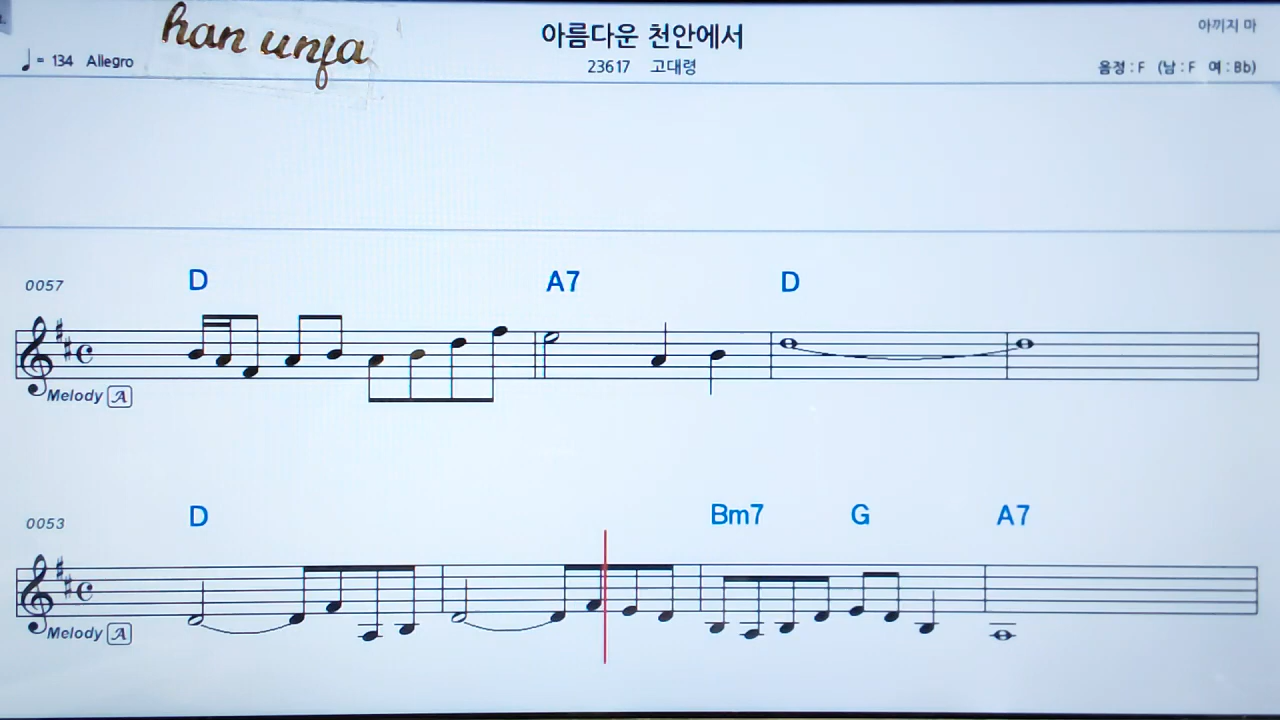 han unfa
아름다운 천안에서
아끼지 마
♩= 134 Allegro
23617 고대령
음정 : F (남 : F 여 : Bb)
0057 D A7 D
Melody A
0053 D Bm7 G A7
Melody A